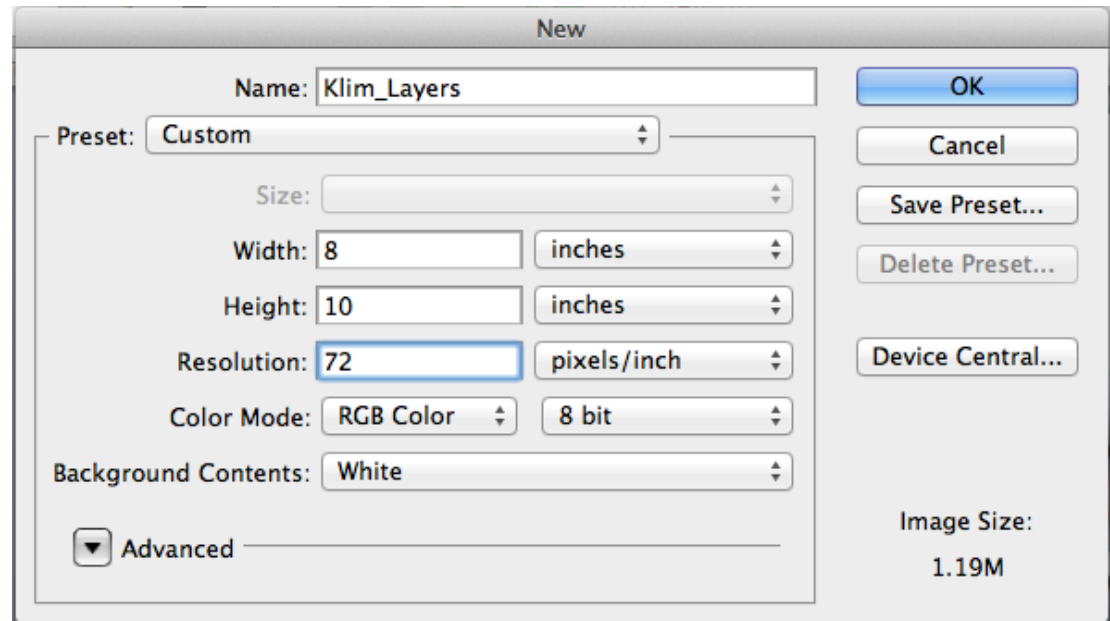 New
Name: Klim_Layers
OK
Preset: Custom
Cancel
Size:
Save Preset...
Width: 8 inches
Delete Preset...
Height: 10 inches
Resolution: 72 pixels/inch
Device Central...
Color Mode: RGB Color 8 bit
Background Contents: White
Image Size:
Advanced
1.19M